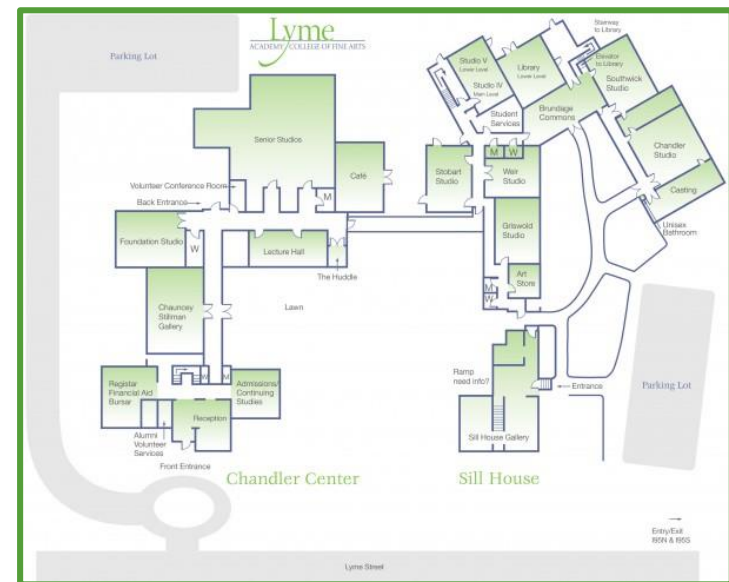 Lyme
ACADEMY COLLEGE OF FINE ARTS
Parking Lot
Stairway
to Library
Elevator
to Library
Studio V
Lower Level
Library
Lower Level
Southwick
Studio
Studio IV
Main Level
Student
Services
Brundage
Commons
Senior Studios
Chandler
Studio
Café
M
W
Stobart
Studio
Weir
Studio
Casting
Volunteer Conference Room
M
Back Entrance
Unisex
Bathroom
Foundation Studio
W
Lecture Hall
Griswold
Studio
The Huddle
Art
Store
M
W
Chauncey
Stillman
Gallery
Lawn
Ramp
need info?
Entrance
Parking Lot
Registar
Financial Aid
Bursar
W
M
Admissions/
Continuing
Studies
Reception
Alumni
Volunteer
Services
Sill House Gallery
Front Entrance
Chandler Center
Sill House
Entry/Exit
I95N & I95S
Lyme Street